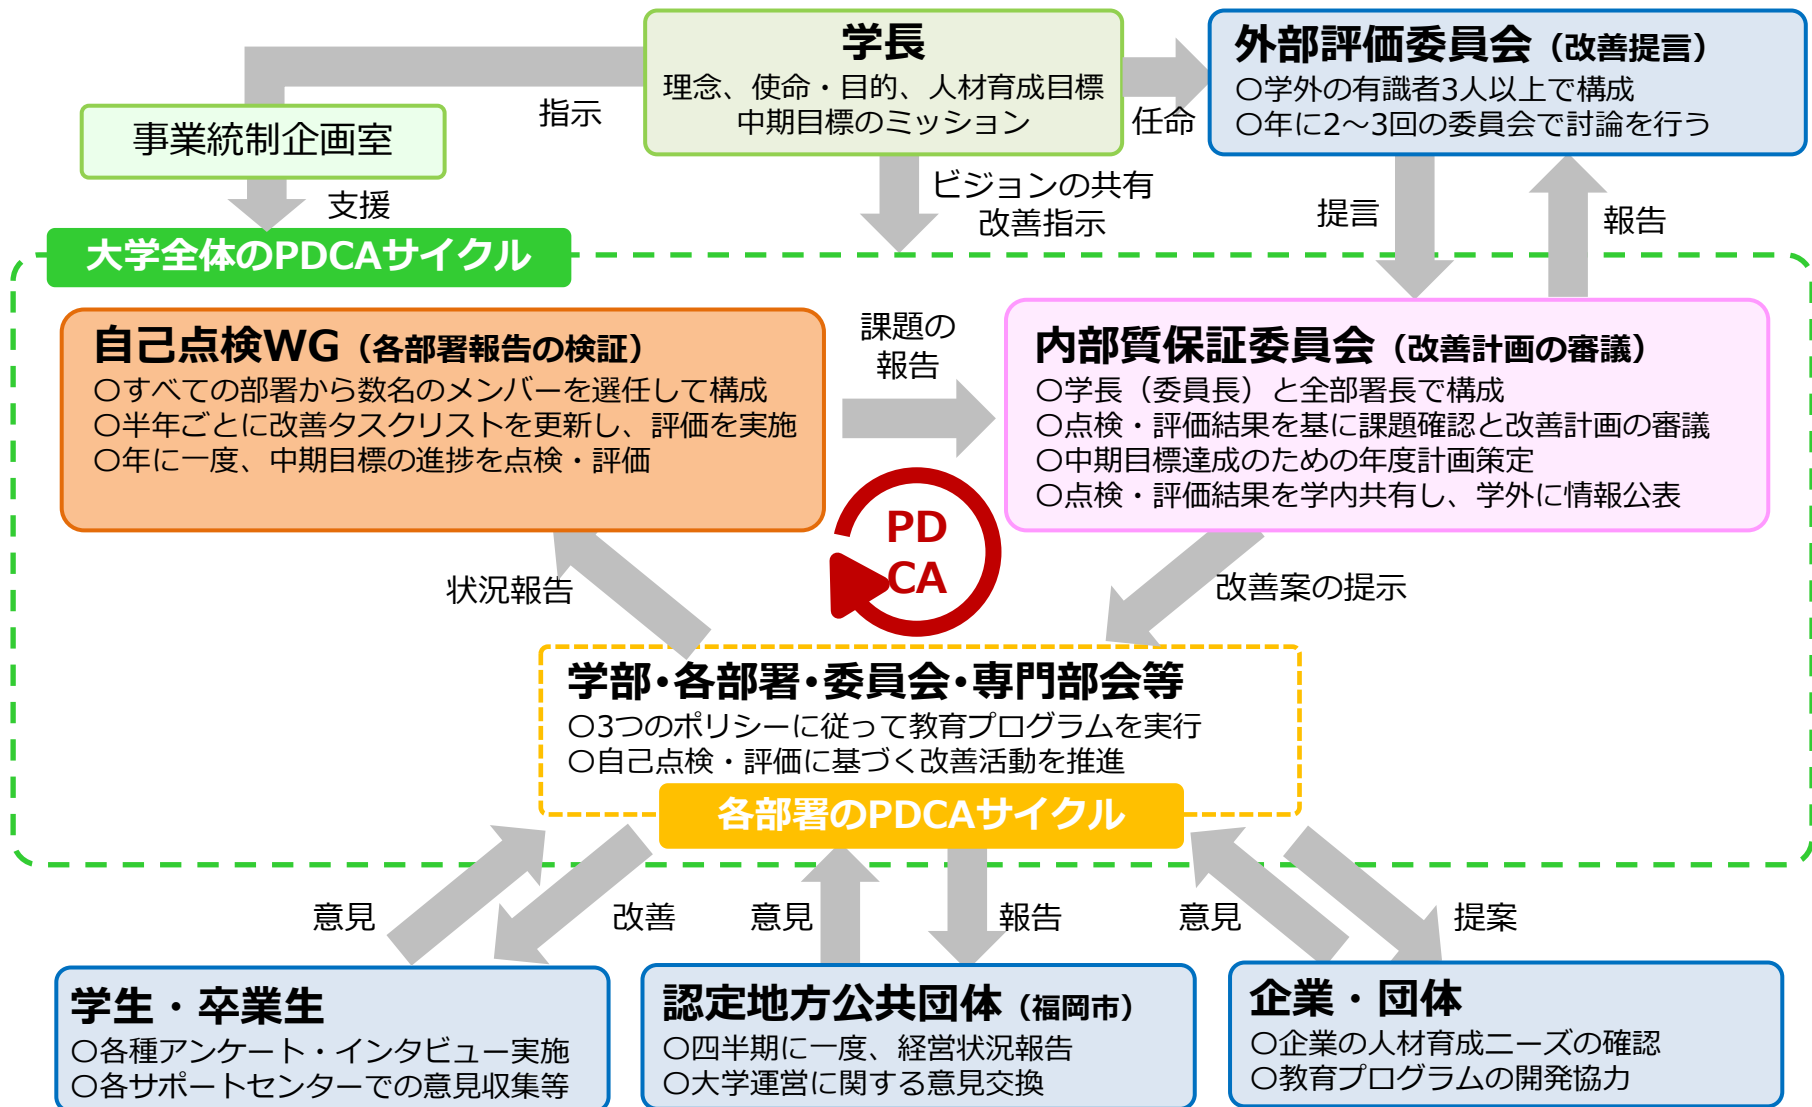 学長
理念、使命・目的、人材育成目標
中期目標のミッション
外部評価委員会（改善提言）
〇学外の有識者3人以上で構成
〇年に2～3回の委員会で討論を行う
指示
任命
事業統制企画室
支援
ビジョンの共有
改善指示
提言
報告
大学全体のPDCAサイクル
自己点検WG（各部署報告の検証）
〇すべての部署から数名のメンバーを選任して構成
〇半年ごとに改善タスクリストを更新し、評価を実施
〇年に一度、中期目標の進捗を点検・評価
課題の
報告
内部質保証委員会（改善計画の審議）
〇学長（委員長）と全部署長で構成
〇点検・評価結果を基に課題確認と改善計画の審議
〇中期目標達成のための年度計画策定
〇点検・評価結果を学内共有し、学外に情報公表
PD
CA
状況報告
改善案の提示
学部・各部署・委員会・専門部会等
〇3つのポリシーに従って教育プログラムを実行
〇自己点検・評価に基づく改善活動を推進
各部署のPDCAサイクル
意見
改善
意見
報告
意見
提案
学生・卒業生
〇各種アンケート・インタビュー実施
〇各サポートセンターでの意見収集等
認定地方公共団体（福岡市）
〇四半期に一度、経営状況報告
〇大学運営に関する意見交換
企業・団体
〇企業の人材育成ニーズの確認
〇教育プログラムの開発協力